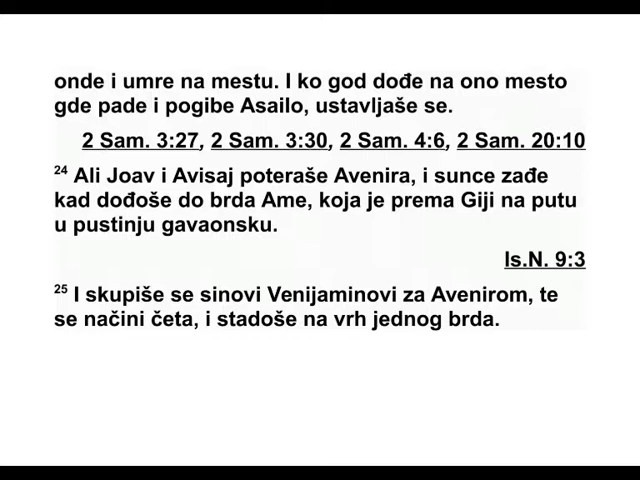 onde i umre na mestu. I ko god dođe na ono mesto
gde pade i pogibe Asailo, ustavljaše se.
2 Sam. 3:27, 2 Sam. 3:30, 2 Sam. 4:6, 2 Sam. 20:10
24 Ali Joav i Avisaj poteraše Avenira, i sunce zađe
kad dođoše do brda Ame, koja je prema Giji na putu
u pustinju gavaonsku.
Is.N. 9:3
25 I skupiše se sinovi Venijaminovi za Avenirom, te
se načini četa, i stadoše na vrh jednog brda.